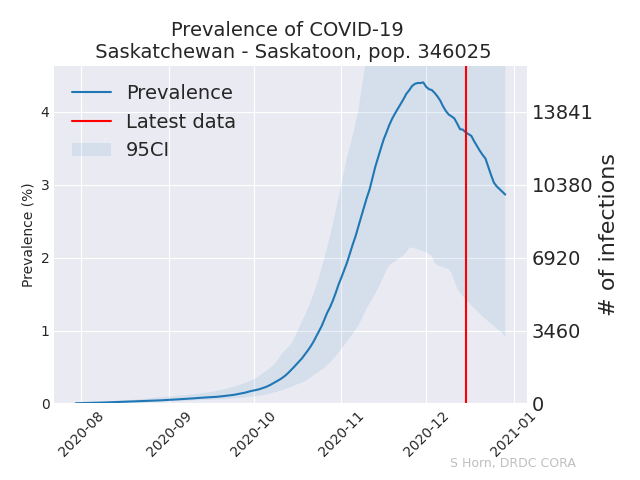 Prevalence of COVID-19
Saskatchewan - Saskatoon, pop. 346025
Prevalence
Latest data
95CI
Prevalence (%)
4
3
2
1
0
13841
10380
6920
3460
0
# of infections
2020-08
2020-09
2020-10
2020-11
2020-12
2021-01
S Horn, DRDC CORA